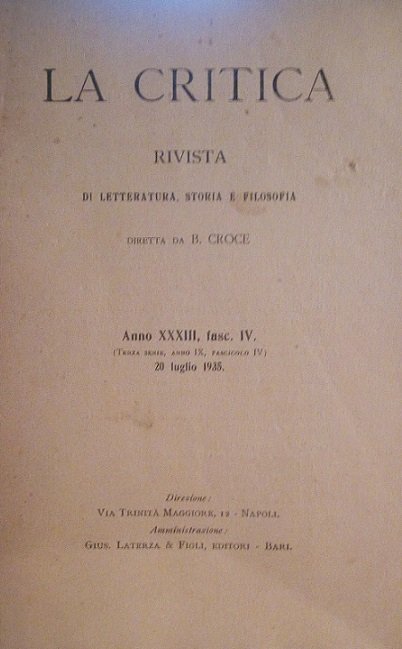 LA CRITICA
RIVISTA
DI LETTERATURA, STORIA E FILOSOFIA
DIRETTA DA B. CROCE
Anno XXXIII, fasc. IV.
(TERZA SERIE, ANNO IX, FASCICOLO IV)
20 luglio 1935.
Direzione:
VIA TRINITÀ MAGGIORE, 12 - NAPOLI.
Amministrazione:
GIUS. LATERZA & FIGLI, EDITORI - BARI.